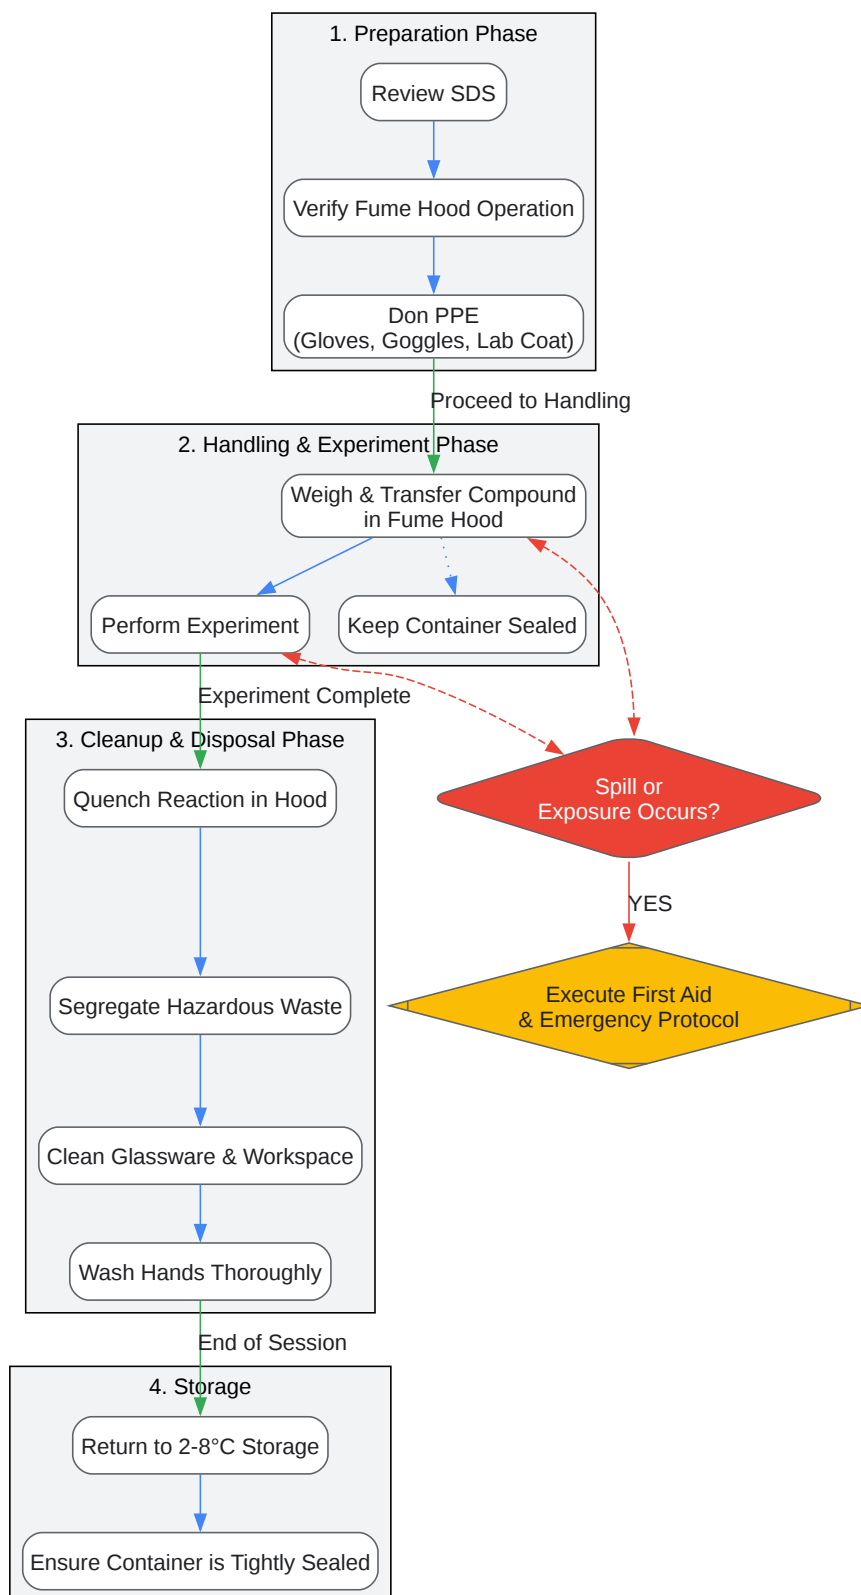 1. Preparation Phase
Review SDS
Verify Fume Hood Operation
Don PPE
(Gloves, Goggles, Lab Coat)
Proceed to Handling
2. Handling & Experiment Phase
Weigh & Transfer Compound
in Fume Hood
Perform Experiment
Keep Container Sealed
Experiment Complete
3. Cleanup & Disposal Phase
Quench Reaction in Hood
Spill or
Exposure Occurs?
YES
Segregate Hazardous Waste
Execute First Aid
& Emergency Protocol
Clean Glassware & Workspace
Wash Hands Thoroughly
End of Session
4. Storage
Return to 2-8°C Storage
Ensure Container is Tightly Sealed